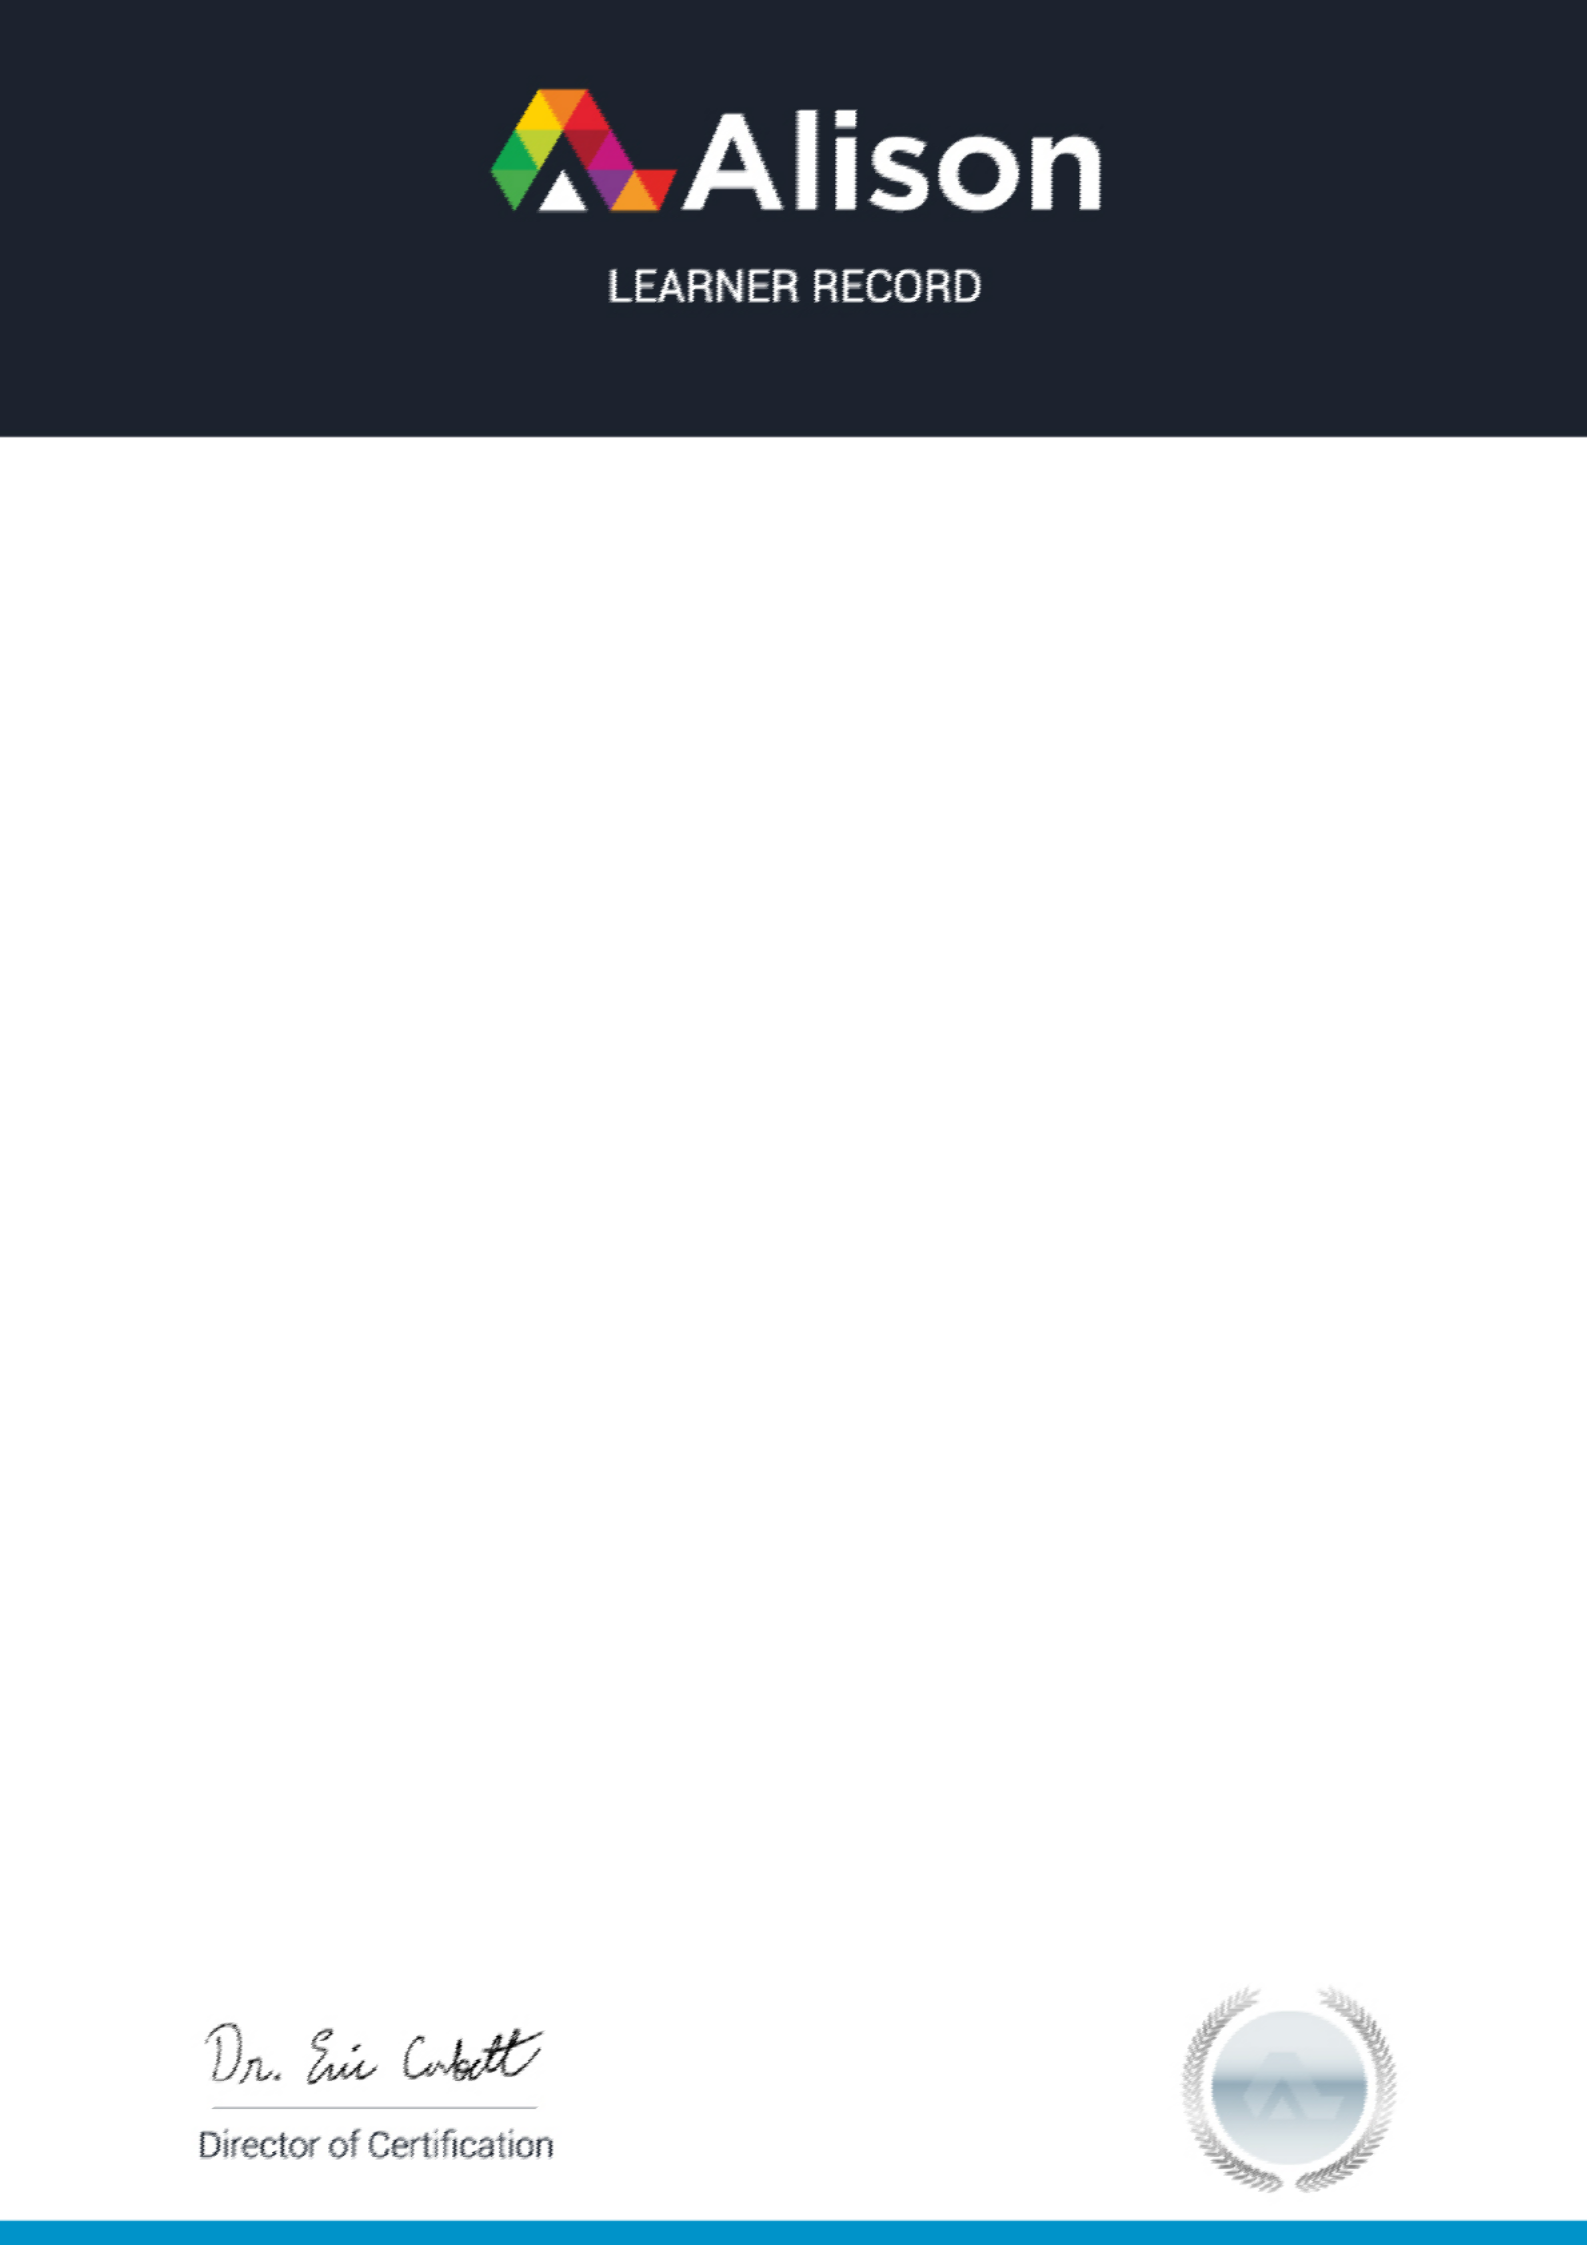 Alison
LEARNER RECORD
Dr. Eric Corbett
Director of Certification